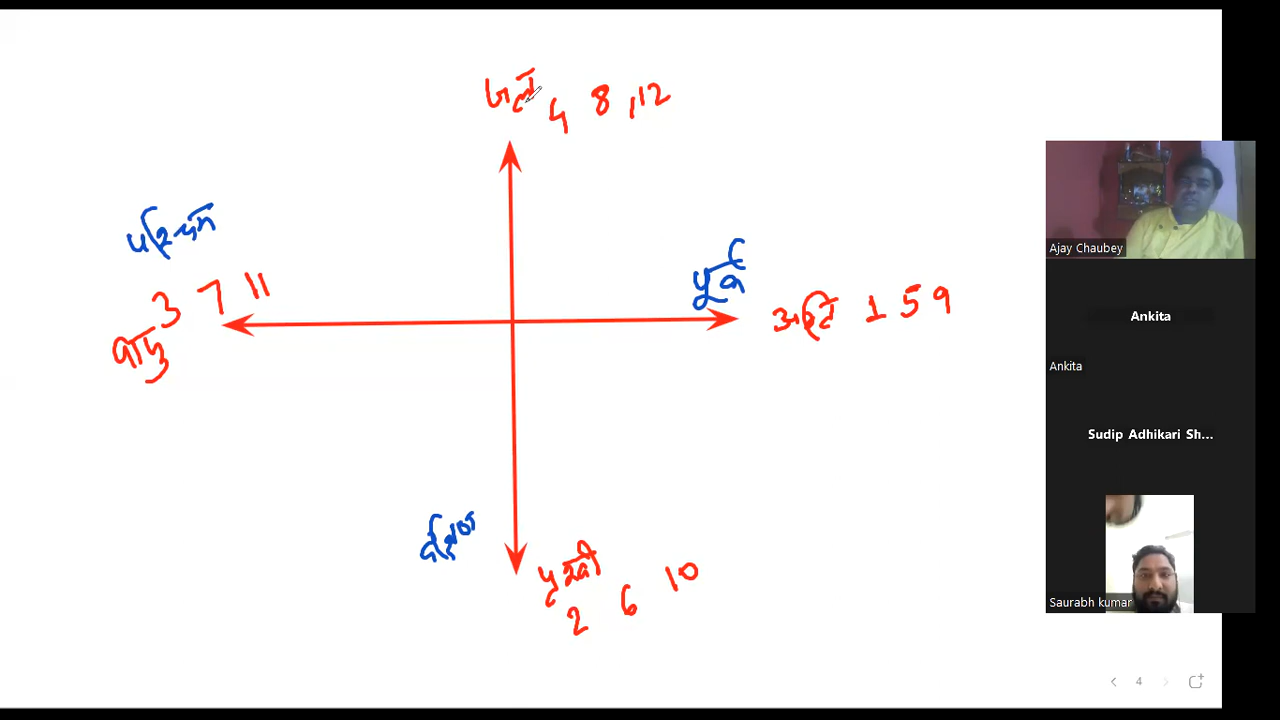 जल 4 8 , 12
पश्चिम
3 7 11
वायु
पूर्व
अग्नि 1 5 9
दक्षिण
पृथ्वी
2 6 10
Ajay Chaubey
Ankita
Ankita
Sudip Adhikari Sh...
Saurabh kumar
4